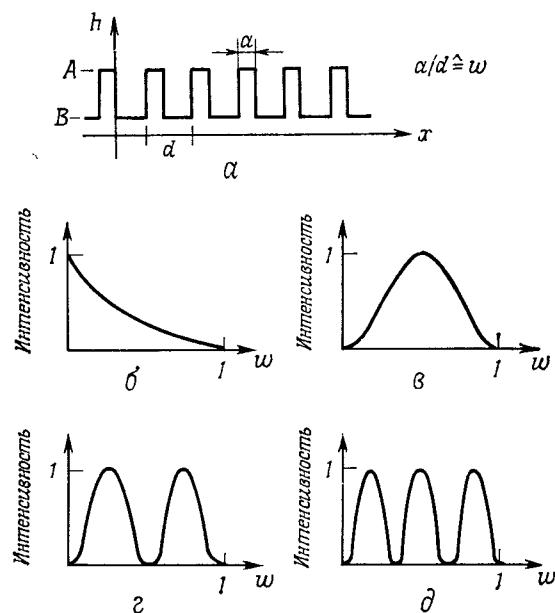 h
A
B
a
a/d ≙ w
d
x
а
Интенсивность
1
1
w
б
Интенсивность
1
1
w
в
Интенсивность
1
1
w
г
Интенсивность
1
1
w
д